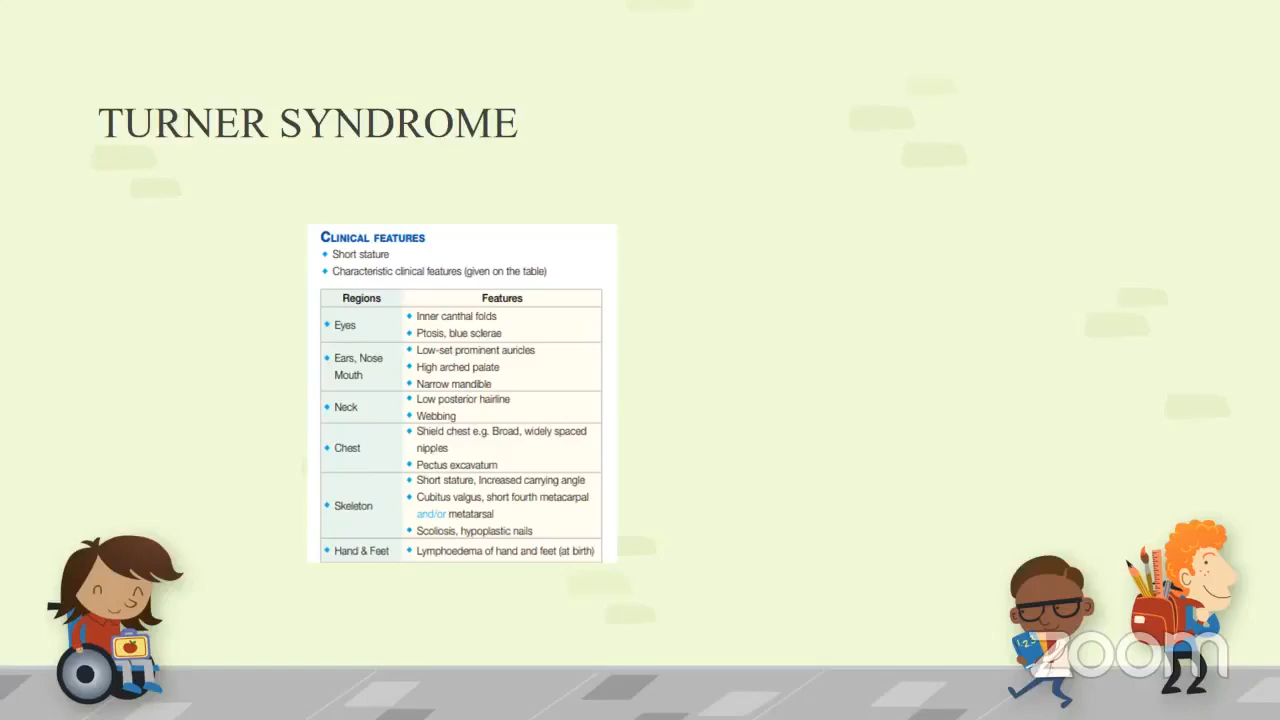 TURNER SYNDROME
CLINICAL FEATURES
Short stature
Characteristic clinical features (given on the table)
Regions Features
Eyes
Inner canthal folds
Ptosis, blue sclerae
Ears, Nose
Mouth
Low-set prominent auricles
High arched palate
Narrow mandible
Neck
Low posterior hairline
Webbing
Chest
Shield chest e.g. Broad, widely spaced
nipples
Pectus excavatum
Skeleton
Short stature, Increased carrying angle
Cubitus valgus, short fourth metacarpal
and/or metatarsal
Scoliosis, hypoplastic nails
Hand & Feet
Lymphoedema of hand and feet (at birth)
1.2.3
zoom